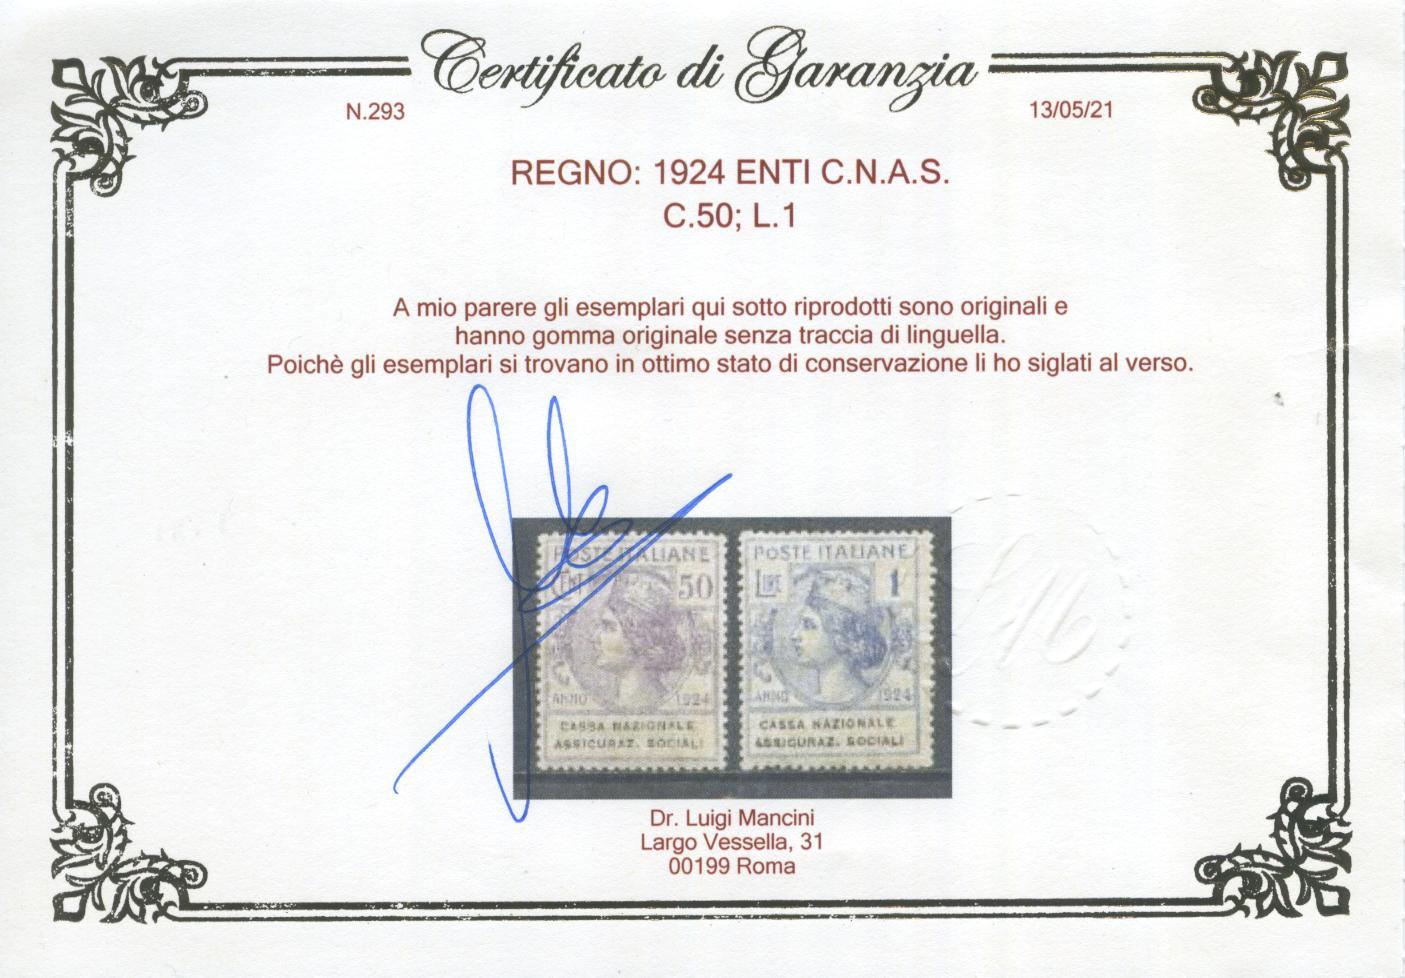 Certificato di Garanzia
N.293
13/05/21
REGNO: 1924 ENTI C.N.A.S.
C.50; L.1
A mio parere gli esemplari qui sotto riprodotti sono originali e
hanno gomma originale senza traccia di linguella.
Poichè gli esemplari si trovano in ottimo stato di conservazione li ho siglati al verso.
POSTE ITALIANE
CENT 50
ANNO 1924
CASSA NAZIONALE
ASSICURAZ. SOCIALI
POSTE ITALIANE
LIRE 1
ANNO 1924
CASSA NAZIONALE
ASSICURAZ. SOCIALI
Dr. Luigi Mancini
Largo Vessella, 31
00199 Roma